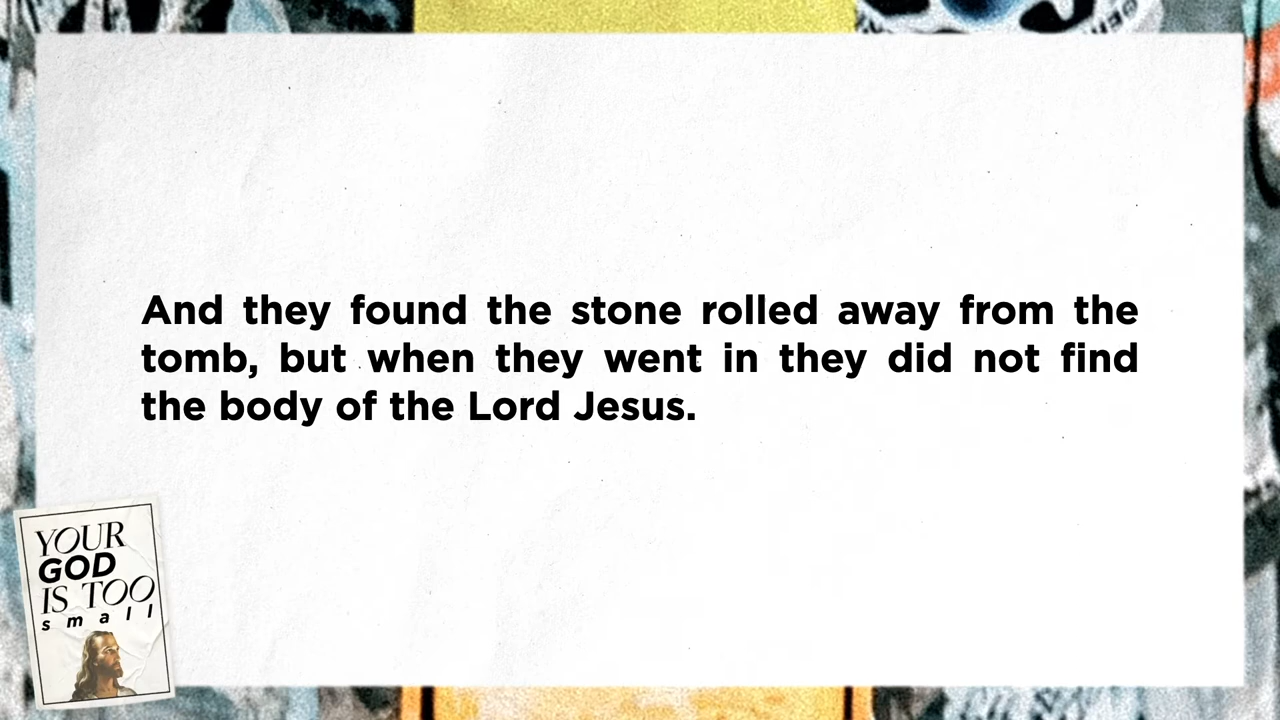 And they found the stone rolled away from the
tomb, but when they went in they did not find
the body of the Lord Jesus.
YOUR
GOD
IS TOO
small